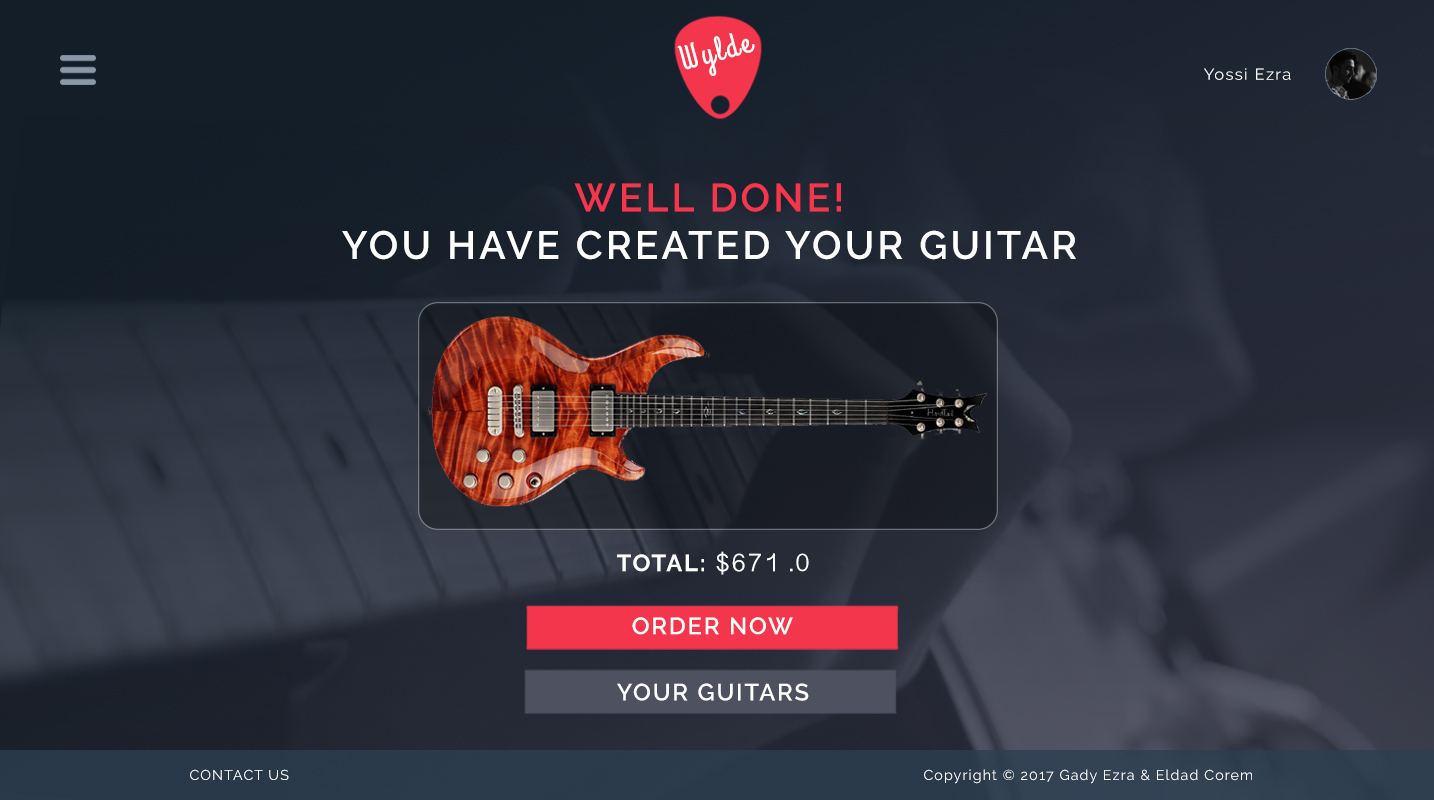 Wylde
Yossi Ezra
WELL DONE!
YOU HAVE CREATED YOUR GUITAR
TOTAL: $671 .0
ORDER NOW
YOUR GUITARS
CONTACT US
Copyright © 2017 Gady Ezra & Eldad Corem